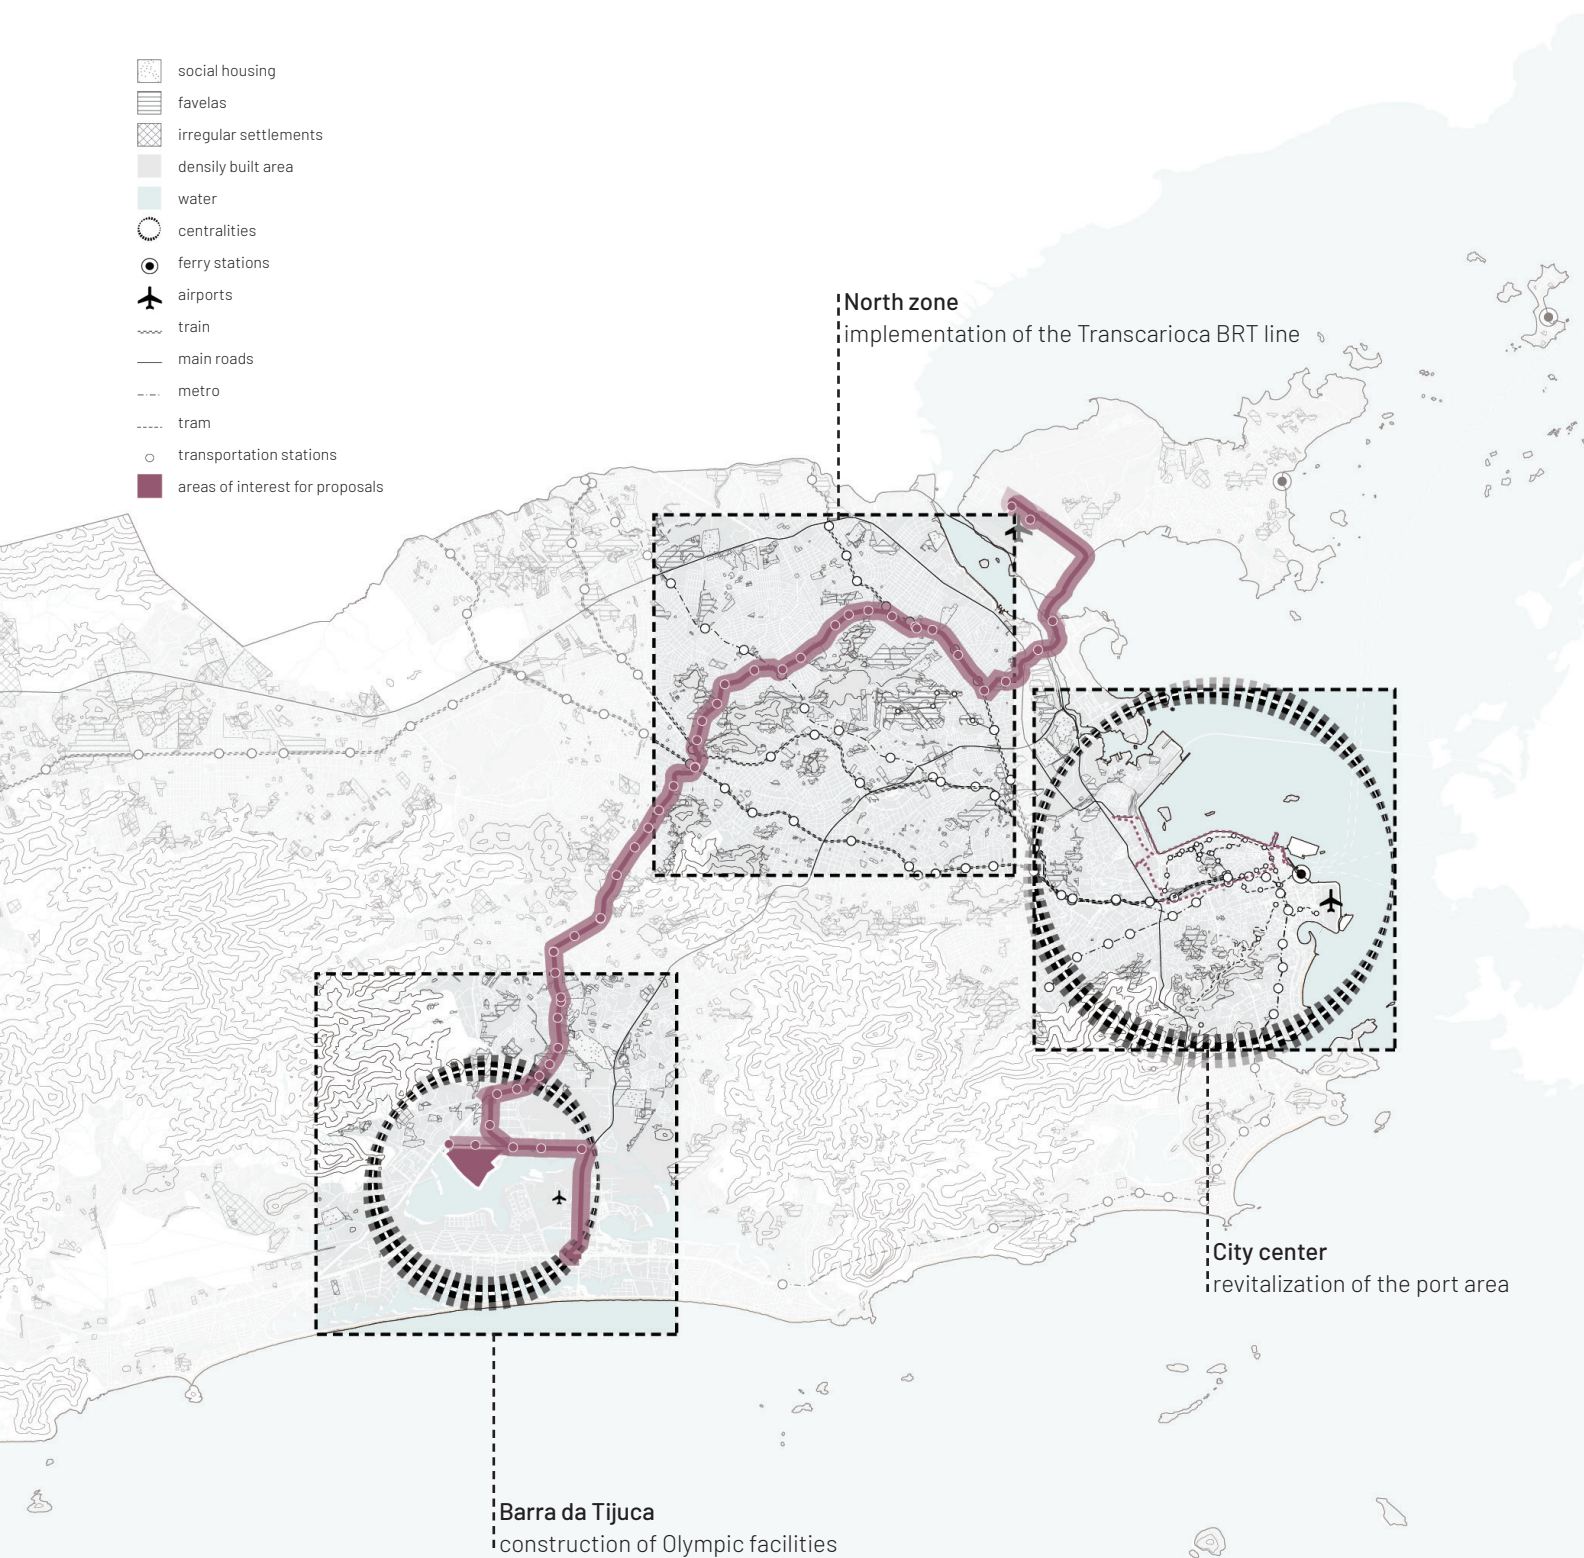 social housing
favelas
irregular settlements
densily built area
water
centralities
ferry stations
airports
train
main roads
metro
tram
transportation stations
areas of interest for proposals
North zone
implementation of the Transcarioca BRT line
City center
revitalization of the port area
Barra da Tijuca
construction of Olympic facilities